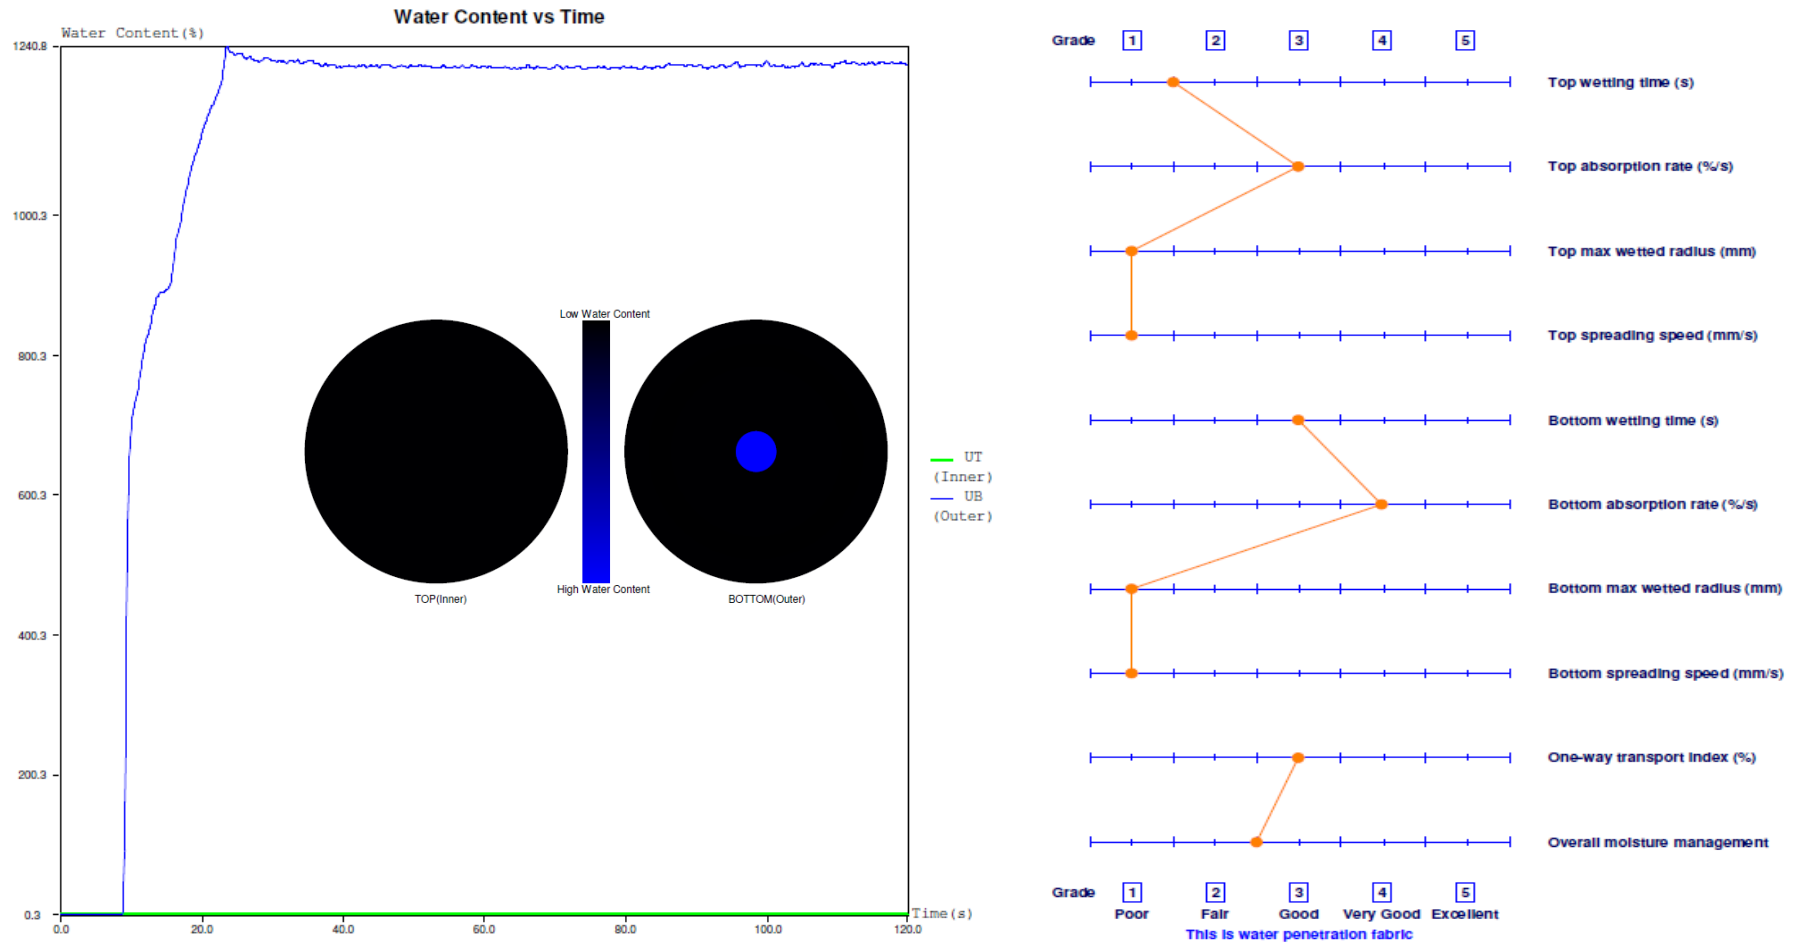 Water Content vs Time
Water Content(%)
1240.8
1000.3
800.3
600.3
400.3
200.3
0.3
0.0 20.0 40.0 60.0 80.0 100.0 120.0
Time(s)
Low Water Content
High Water Content
TOP(Inner)
BOTTOM(Outer)
UT
(Inner)
UB
(Outer)
Grade 1 2 3 4 5
Top wetting time (s)
Top absorption rate (%/s)
Top max wetted radius (mm)
Top spreading speed (mm/s)
Bottom wetting time (s)
Bottom absorption rate (%/s)
Bottom max wetted radius (mm)
Bottom spreading speed (mm/s)
One-way transport index (%)
Overall moisture management
Grade 1 2 3 4 5
Poor Fair Good Very Good Excellent
This is water penetration fabric